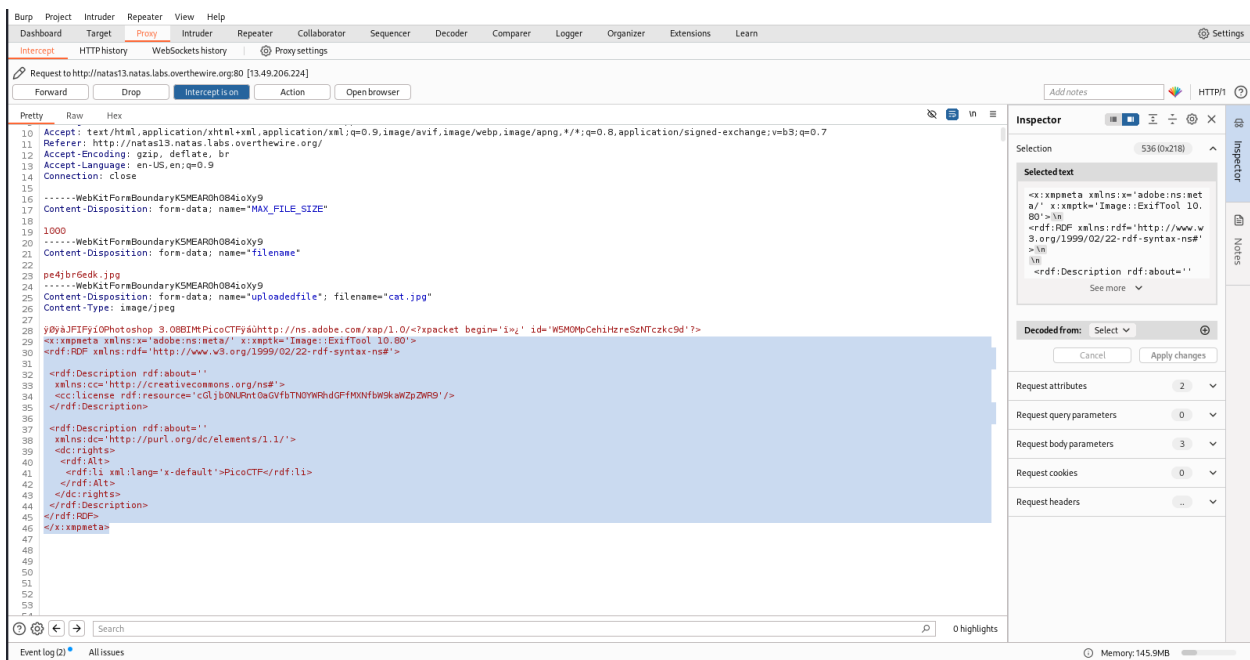 Burp Project Intruder Repeater View Help
Dashboard Target Proxy Intruder Repeater Collaborator Sequencer Decoder Comparer Logger Organizer Extensions Learn Settings
Intercept HTTP history WebSockets history Proxy settings
Request to http://natas13.natas.labs.overthewire.org:80 [13.49.206.224]
Forward Drop Intercept is on Action Open browser Add notes HTTP/1
Pretty Raw Hex \n
10 Accept: text/html,application/xhtml+xml,application/xml;q=0.9,image/avif,image/webp,image/apng,*/*;q=0.8,application/signed-exchange;v=b3;q=0.7
11 Referer: http://natas13.natas.labs.overthewire.org/
12 Accept-Encoding: gzip, deflate, br
13 Accept-Language: en-US,en;q=0.9
14 Connection: close
15
16 ------WebKitFormBoundaryK5MEAR0h084ioXy9
17 Content-Disposition: form-data; name="MAX_FILE_SIZE"
18
19 1000
20 ------WebKitFormBoundaryK5MEAR0h084ioXy9
21 Content-Disposition: form-data; name="filename"
22
23 pe4jbr6edk.jpg
24 ------WebKitFormBoundaryK5MEAR0h084ioXy9
25 Content-Disposition: form-data; name="uploadedfile"; filename="cat.jpg"
26 Content-Type: image/jpeg
27
28 ÿØÿàJFIFÿí0Photoshop 3.08BIMtPicoCTFÿáùhttp://ns.adobe.com/xap/1.0/<?xpacket begin='ï»¿' id='W5M0MpCehiHzreSzNTczkc9d'?>
29 <x:xmpmeta xmlns:x='adobe:ns:meta/' x:xmptk='Image::ExifTool 10.80'>
30 <rdf:RDF xmlns:rdf='http://www.w3.org/1999/02/22-rdf-syntax-ns#'>
31
32 <rdf:Description rdf:about=''
33 xmlns:cc='http://creativecommons.org/ns#'>
34 <cc:license rdf:resource='cGljb0NURnt0aGVfbTN0YWRhdGFfMXNfbW9kaWZpZWR9'/>
35 </rdf:Description>
36
37 <rdf:Description rdf:about=''
38 xmlns:dc='http://purl.org/dc/elements/1.1/'>
39 <dc:rights>
40 <rdf:Alt>
41 <rdf:li xml:lang='x-default'>PicoCTF</rdf:li>
42 </rdf:Alt>
43 </dc:rights>
44 </rdf:Description>
45 </rdf:RDF>
46 </x:xmpmeta>
47
48
49
50
51
52
53
Search 0 highlights
Event log (2) All issues Memory: 145.9MB
Inspector
Selection 536 (0x218)
Selected text
<x:xmpmeta xmlns:x='adobe:ns:met
a/' x:xmptk='Image::ExifTool 10.
80'> \n
<rdf:RDF xmlns:rdf='http://www.w
3.org/1999/02/22-rdf-syntax-ns#'
> \n
\n
<rdf:Description rdf:about=''
See more
Decoded from: Select
Cancel Apply changes
Request attributes 2
Request query parameters 0
Request body parameters 3
Request cookies 0
Request headers ..
Inspector
Notes